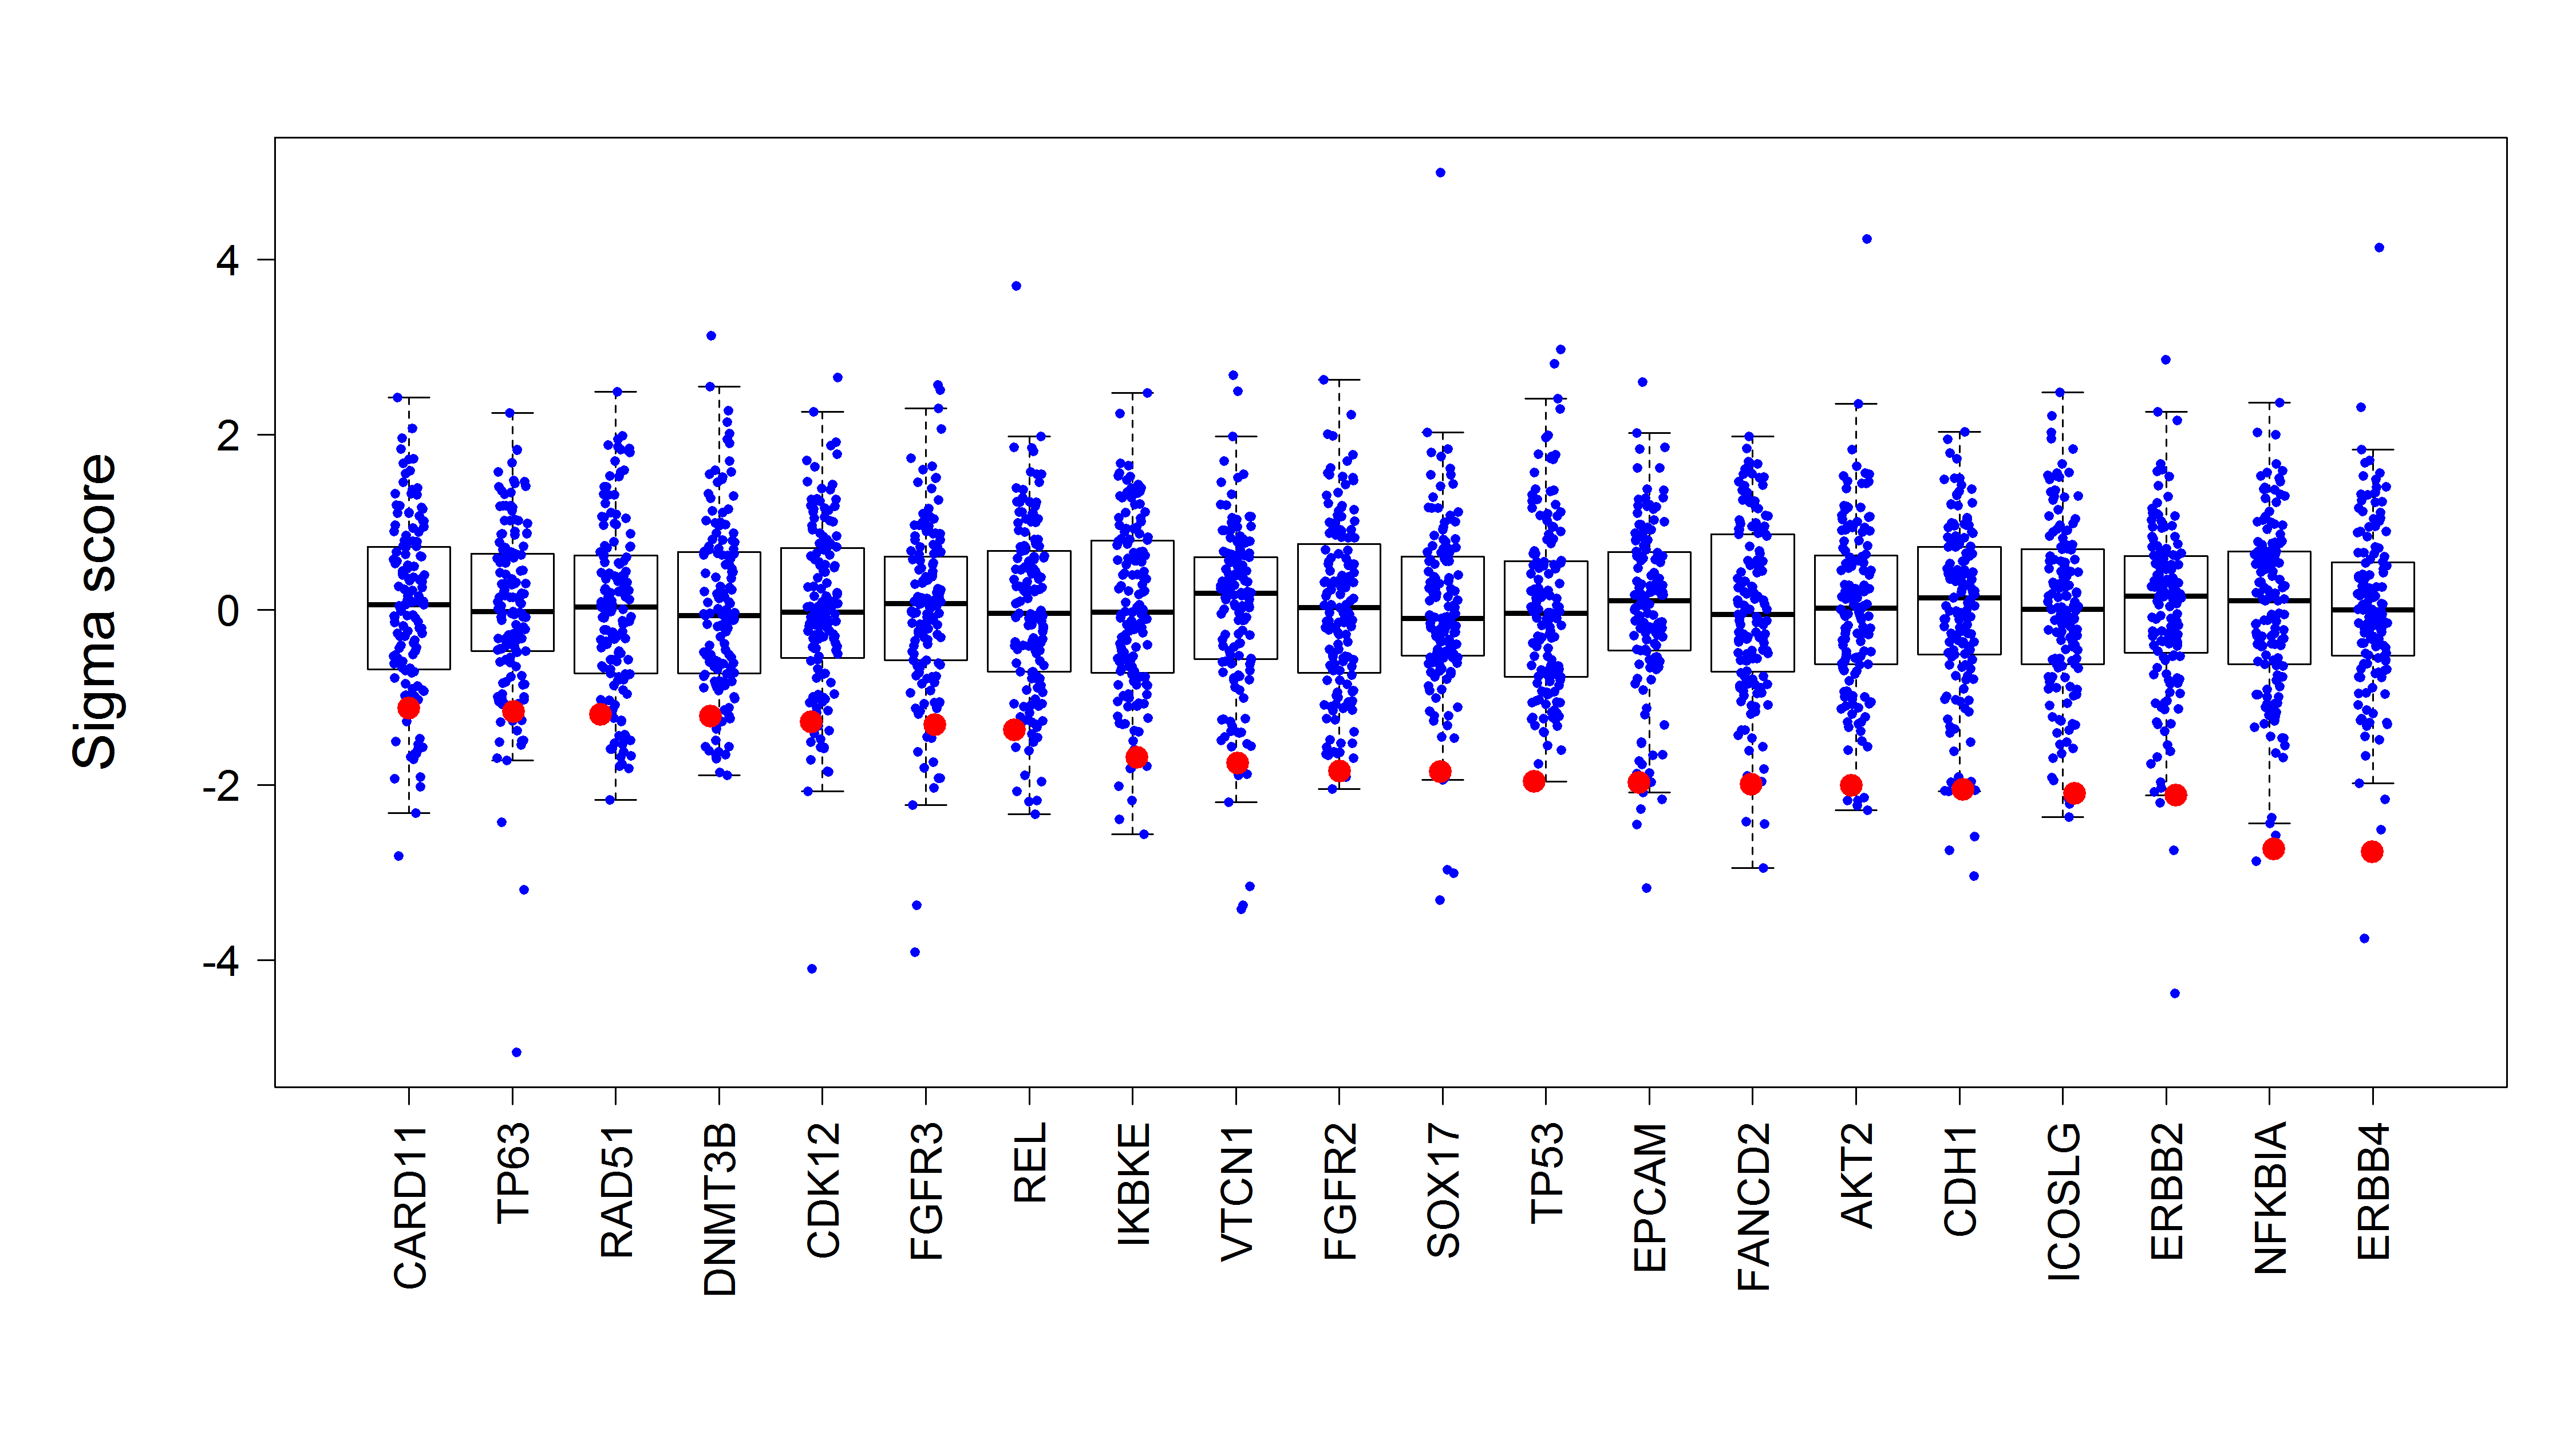 Sigma score
4
2
0
-2
-4
CARD11
TP63
RAD51
DNMT3B
CDK12
FGFR3
REL
IKBKE
VTCN1
FGFR2
SOX17
TP53
EPCAM
FANCD2
AKT2
CDH1
ICOSLG
ERBB2
NFKBIA
ERBB4